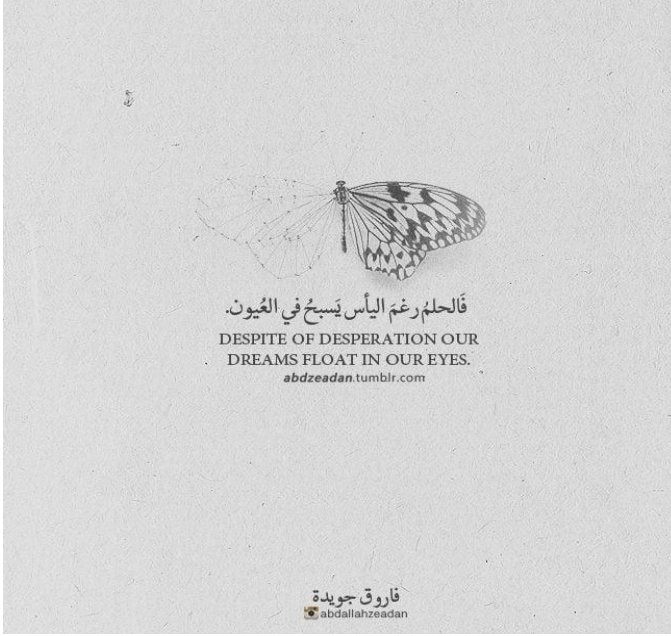 فَالحلمُ رغمَ اليأس يَسبحُ في العُيون.
DESPITE OF DESPERATION OUR
DREAMS FLOAT IN OUR EYES.
abdzeadan.tumblr.com
فاروق جويدة
abdallahzeadan